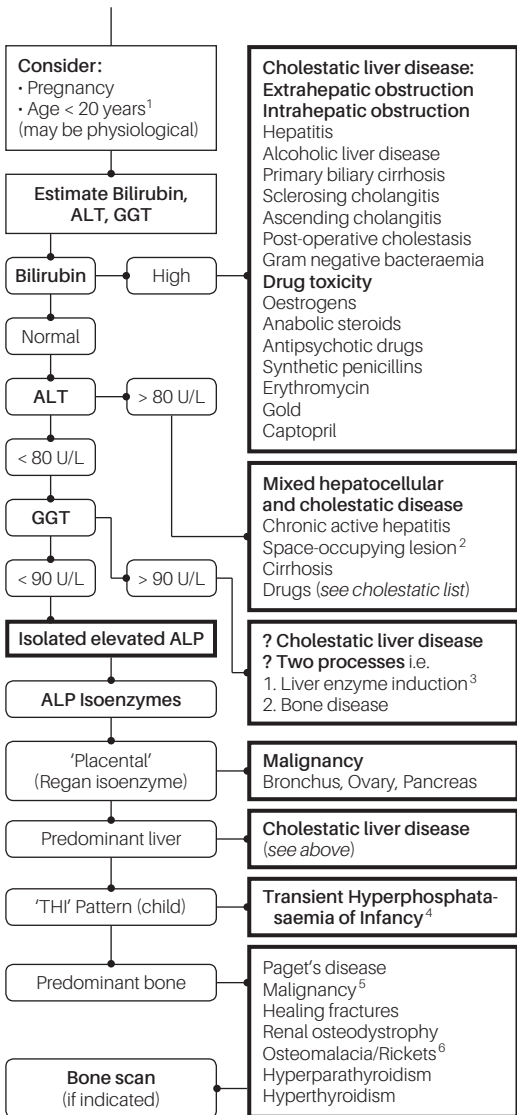 Consider:
• Pregnancy
• Age < 20 years1
(may be physiological)
Estimate Bilirubin,
ALT, GGT
Bilirubin
High
Cholestatic liver disease:
Extrahepatic obstruction
Intrahepatic obstruction
Hepatitis
Alcoholic liver disease
Primary biliary cirrhosis
Sclerosing cholangitis
Ascending cholangitis
Post-operative cholestasis
Gram negative bacteraemia
Drug toxicity
Oestrogens
Anabolic steroids
Antipsychotic drugs
Synthetic penicillins
Erythromycin
Gold
Captopril
Normal
ALT
> 80 U/L
Mixed hepatocellular
and cholestatic disease
Chronic active hepatitis
Space-occupying lesion2
Cirrhosis
Drugs (see cholestatic list)
< 80 U/L
GGT
< 90 U/L
> 90 U/L
? Cholestatic liver disease
? Two processes i.e.
1. Liver enzyme induction3
2. Bone disease
Isolated elevated ALP
ALP Isoenzymes
‘Placental’
(Regan isoenzyme)
Malignancy
Bronchus, Ovary, Pancreas
Predominant liver
Cholestatic liver disease
(see above)
‘THI’ Pattern (child)
Transient Hyperphosphata-
saemia of Infancy4
Predominant bone
Paget's disease
Malignancy5
Healing fractures
Renal osteodystrophy
Osteomalacia/Rickets6
Hyperparathyroidism
Hyperthyroidism
Bone scan
(if indicated)